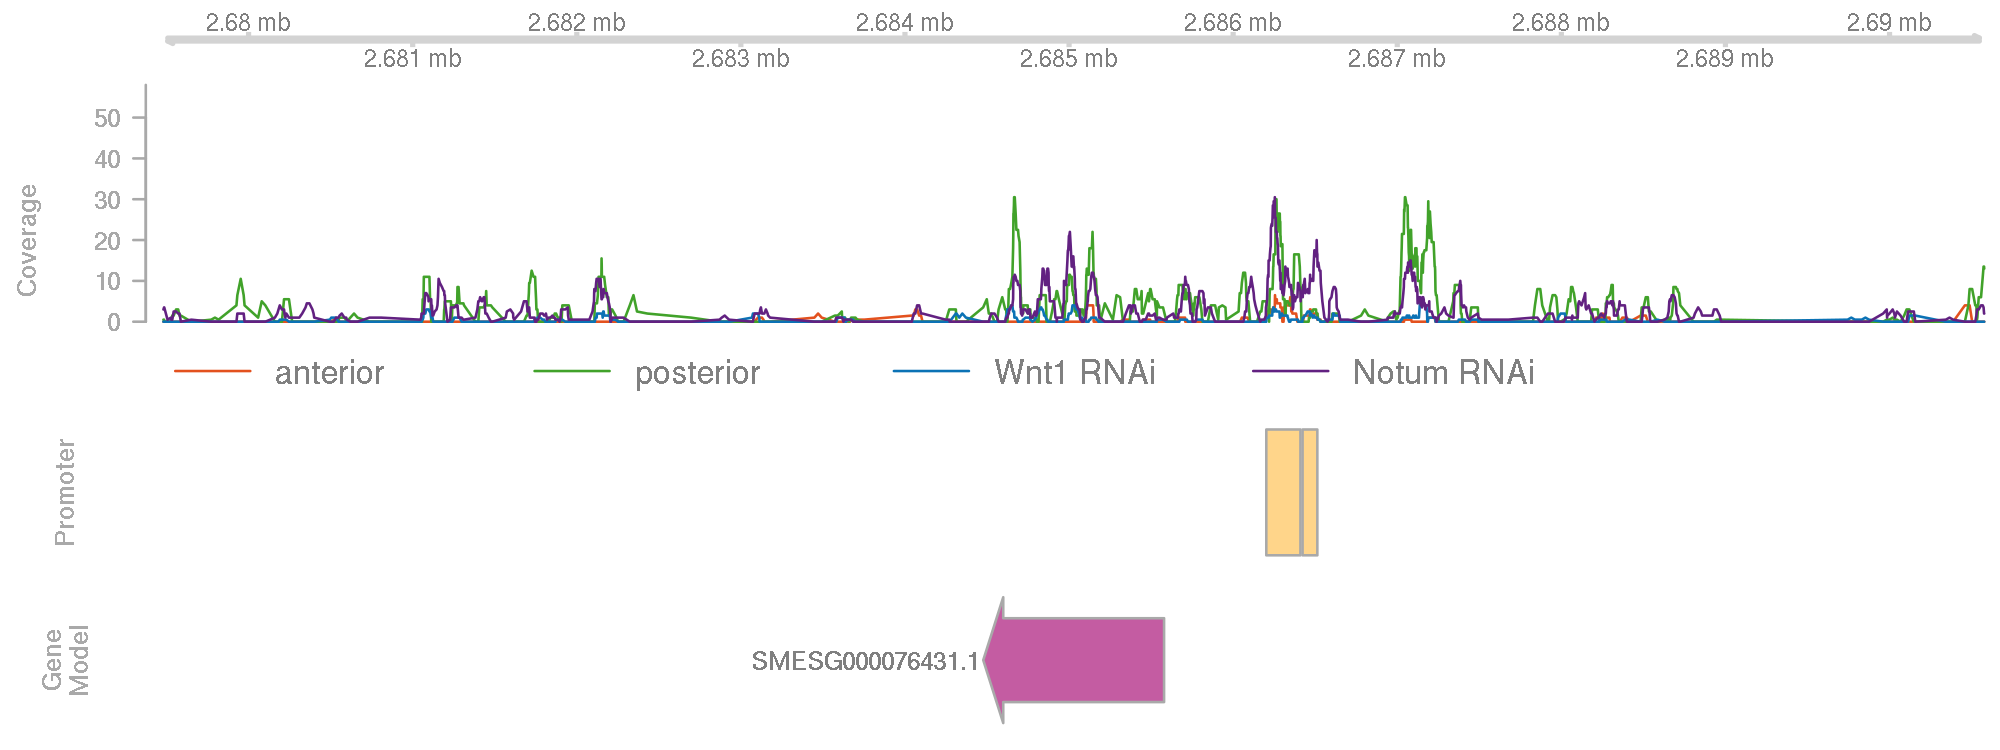 2.68 mb 2.682 mb 2.684 mb 2.686 mb 2.688 mb 2.69 mb
2.681 mb 2.683 mb 2.685 mb 2.687 mb 2.689 mb
Coverage
50
40
30
20
10
0
anterior posterior Wnt1 RNAi Notum RNAi
Promoter
Gene
Model
SMESG000076431.1